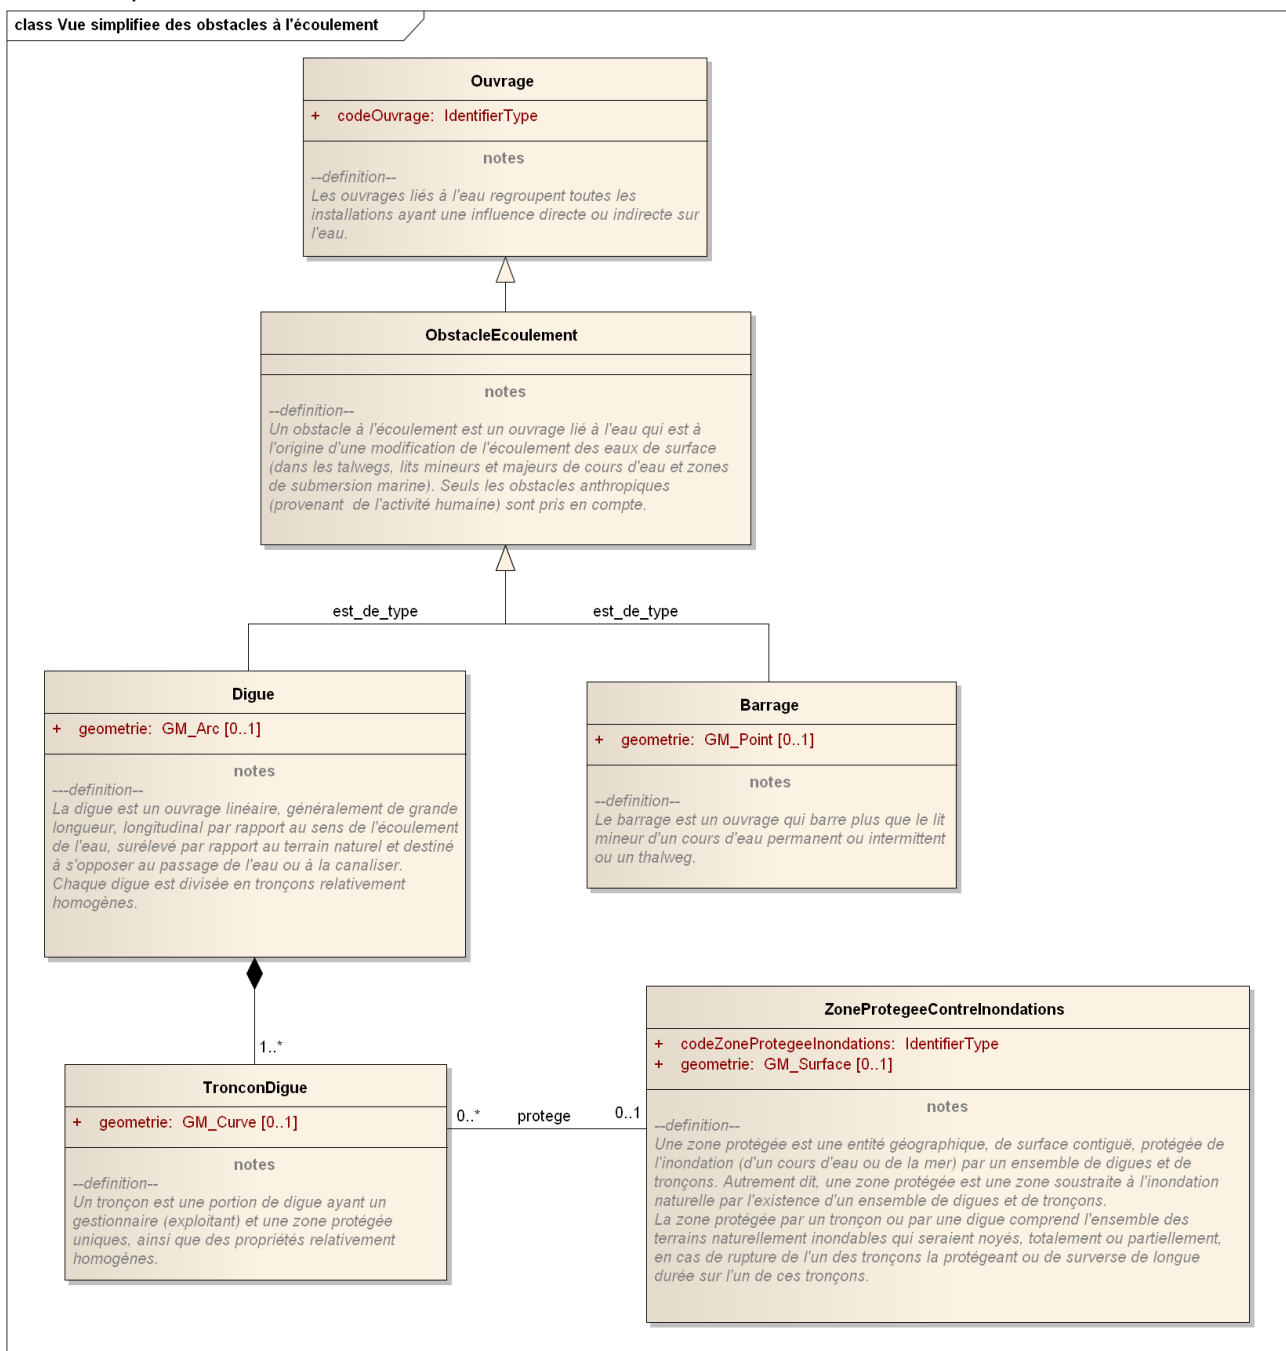 class Vue simplifiee des obstacles à l'écoulement
Ouvrage
+ codeOuvrage: IdentifierType
notes
--definition--
Les ouvrages liés à l'eau regroupent toutes les
installations ayant une influence directe ou indirecte sur
l'eau.
ObstacleEcoulement
notes
--definition--
Un obstacle à l'écoulement est un ouvrage lié à l'eau qui est à
l'origine d'une modification de l'écoulement des eaux de surface
(dans les talwegs, lits mineurs et majeurs de cours d'eau et zones
de submersion marine). Seuls les obstacles anthropiques
(provenant  de l'activité humaine) sont pris en compte.
est_de_type
est_de_type
Digue
+ geometrie: GM_Arc [0..1]
notes
---definition--
La digue est un ouvrage linéaire, généralement de grande
longueur, longitudinal par rapport au sens de l'écoulement
de l'eau, surélevé par rapport au terrain naturel et destiné
à s'opposer au passage de l'eau ou à la canaliser.
Chaque digue est divisée en tronçons relativement
homogènes.
Barrage
+ geometrie: GM_Point [0..1]
notes
--definition--
Le barrage est un ouvrage qui barre plus que le lit
mineur d'un cours d'eau permanent ou intermittent
ou un thalweg.
1..*
TronconDigue
+ geometrie: GM_Curve [0..1]
notes
--definition--
Un tronçon est une portion de digue ayant un
gestionnaire (exploitant) et une zone protégée
uniques, ainsi que des propriétés relativement
homogènes.
0..* protege 0..1
ZoneProtegeeContreInondations
+ codeZoneProtegeeInondations: IdentifierType
+ geometrie: GM_Surface [0..1]
notes
--definition--
Une zone protégée est une entité géographique, de surface contiguë, protégée de
l'inondation (d'un cours d'eau ou de la mer) par un ensemble de digues et de
tronçons. Autrement dit, une zone protégée est une zone soustraite à l'inondation
naturelle par l'existence d'un ensemble de digues et de tronçons.
La zone protégée par un tronçon ou par une digue comprend l'ensemble des
terrains naturellement inondables qui seraient noyés, totalement ou partiellement,
en cas de rupture de l'un des tronçons la protégeant ou de surverse de longue
durée sur l'un de ces tronçons.